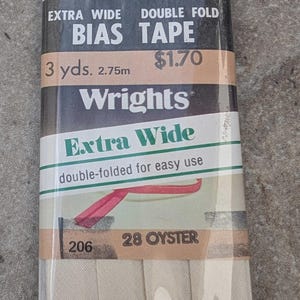 EXTRA WIDE DOUBLE FOLD
BIAS TAPE
3 yds. 2.75m $1.70
Wrights
Extra Wide
double-folded for easy use
206 28 OYSTER